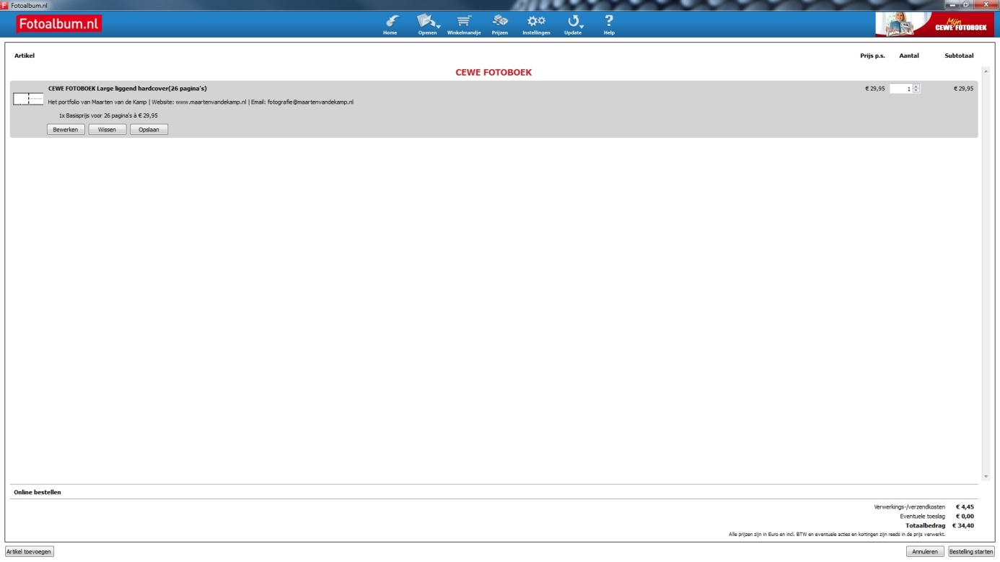 Fotoalbum.nl
Fotoalbum.nl
Home Openen Winkelmandje Prijzen Instellingen Update Help
Mijn
CEWE FOTOBOEK
Artikel Prijs p.s. Aantal Subtotaal
CEWE FOTOBOEK
CEWE FOTOBOEK Large liggend hardcover(26 pagina's) € 29,95 1 € 29,95
Het portfolio van Maarten van de Kamp | Website: www.maartenvandekamp.nl | Email: fotografie@maartenvandekamp.nl
1x Basisprijs voor 26 pagina's à € 29,95
Bewerken Wissen Opslaan
Online bestellen
Verwerkings-/verzendkosten € 4,45
Eventuele toeslag € 0,00
Totaalbedrag € 34,40
Alle prijzen zijn in Euro en incl. BTW en eventuele acties en kortingen zijn reeds in de prijs verwerkt.
Artikel toevoegen Annuleren Bestelling starten